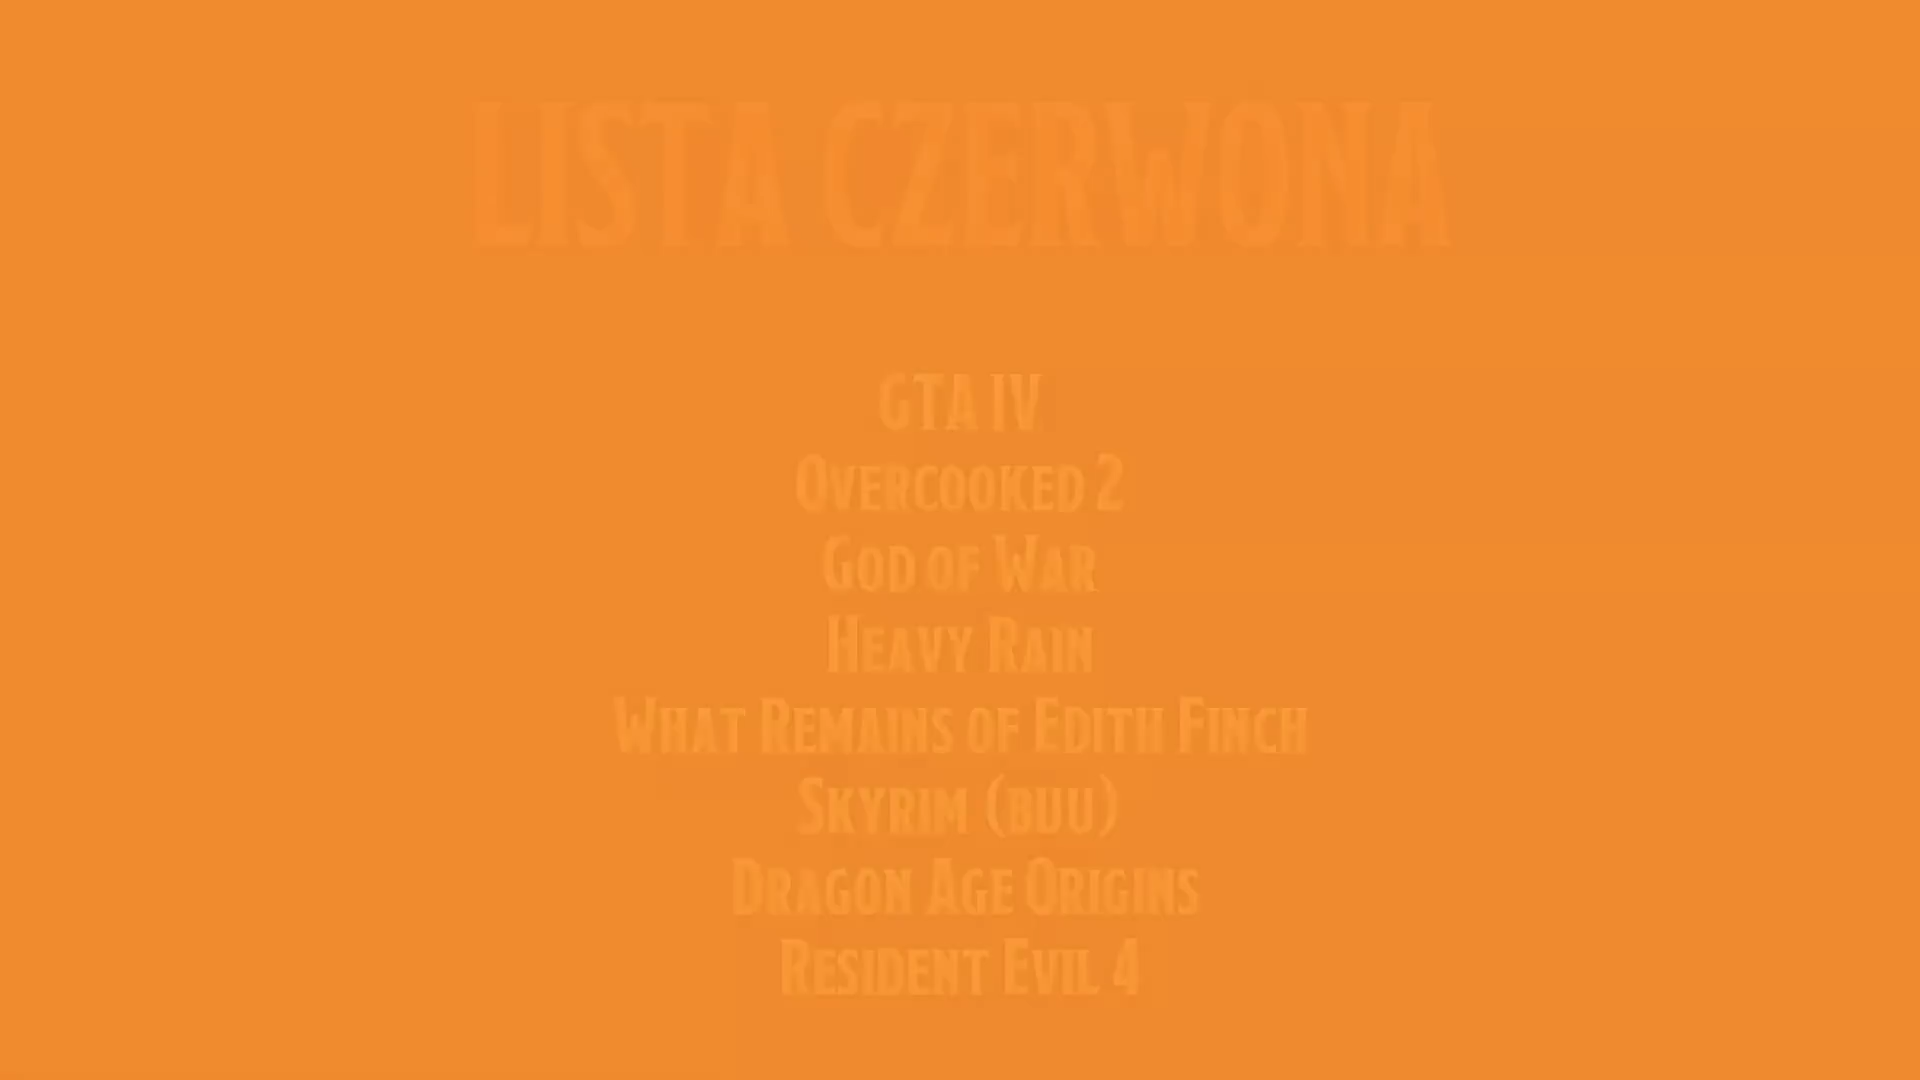 LISTA CZERWONA
GTA IV
Overcooked 2
God of War
Heavy Rain
What Remains of Edith Finch
Skyrim (buu)
Dragon Age Origins
Resident Evil 4